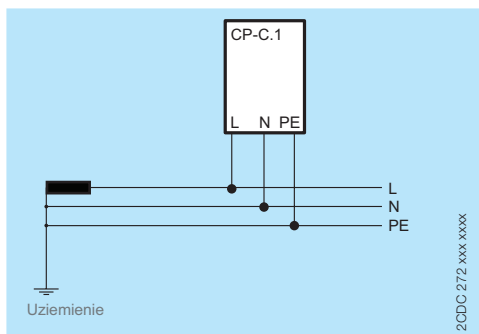 CP-C.1
L N PE
L
N
PE
Uziemienie
2CDC 272 xxx xxxx